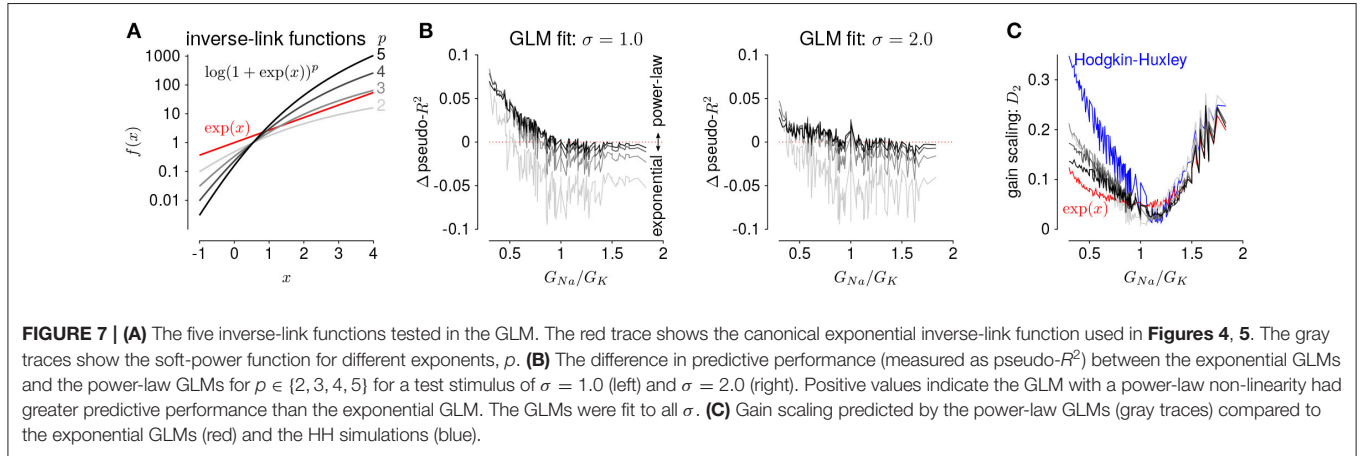 A
inverse-link functions
p
5
4
3
2
log(1 + exp(x))^p
exp(x)
1000
100
10
1
0.1
0.01
f(x)
-1 0 1 2 3 4
x
B
GLM fit: σ = 1.0
0.1
0.05
0
-0.05
-0.1
Δ pseudo-R²
exponential ↔ power-law
0.5 1 1.5 2
G_Na/G_K
GLM fit: σ = 2.0
0.1
0.05
0
-0.05
-0.1
Δ pseudo-R²
0.5 1 1.5 2
G_Na/G_K
C
Hodgkin-Huxley
0.3
0.2
0.1
0
gain scaling: D₂
exp(x)
0.5 1 1.5 2
G_Na/G_K
FIGURE 7 | (A) The five inverse-link functions tested in the GLM. The red trace shows the canonical exponential inverse-link function used in Figures 4, 5. The gray
traces show the soft-power function for different exponents, p. (B) The difference in predictive performance (measured as pseudo-R²) between the exponential GLMs
and the power-law GLMs for p ∈ {2, 3, 4, 5} for a test stimulus of σ = 1.0 (left) and σ = 2.0 (right). Positive values indicate the GLM with a power-law non-linearity had
greater predictive performance than the exponential GLM. The GLMs were fit to all σ. (C) Gain scaling predicted by the power-law GLMs (gray traces) compared to
the exponential GLMs (red) and the HH simulations (blue).